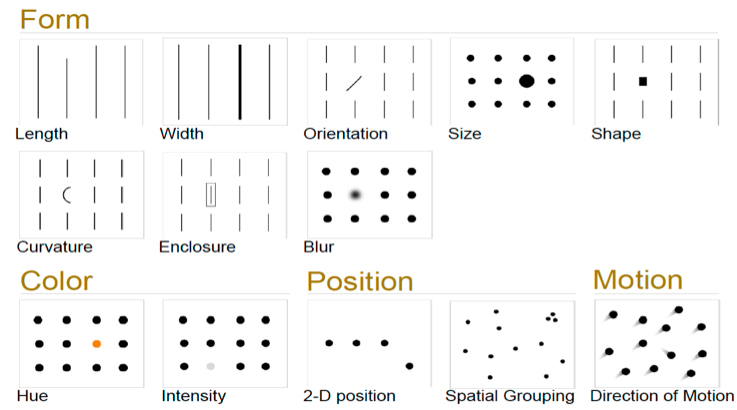 Form
Length Width Orientation Size Shape
Curvature Enclosure Blur
Color Position Motion
Hue Intensity 2-D position Spatial Grouping Direction of Motion